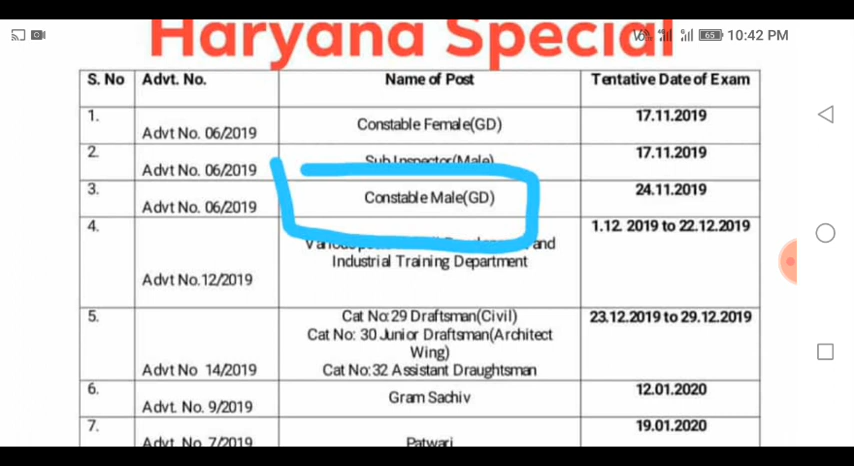 Haryana Special
65 10:42 PM
S. No Advt. No. Name of Post Tentative Date of Exam
1. Advt No. 06/2019 Constable Female(GD) 17.11.2019
2. Advt No. 06/2019 Sub Inspector(Male) 17.11.2019
3. Advt No. 06/2019 Constable Male(GD) 24.11.2019
4. 1.12. 2019 to 22.12.2019
and
Industrial Training Department
Advt No.12/2019
5. Cat No:29 Draftsman(Civil) 23.12.2019 to 29.12.2019
Cat No: 30 Junior Draftsman(Architect
Wing)
Advt No 14/2019 Cat No:32 Assistant Draughtsman
6. Advt. No. 9/2019 Gram Sachiv 12.01.2020
7. Advt. No. 7/2019 Patwari 19.01.2020